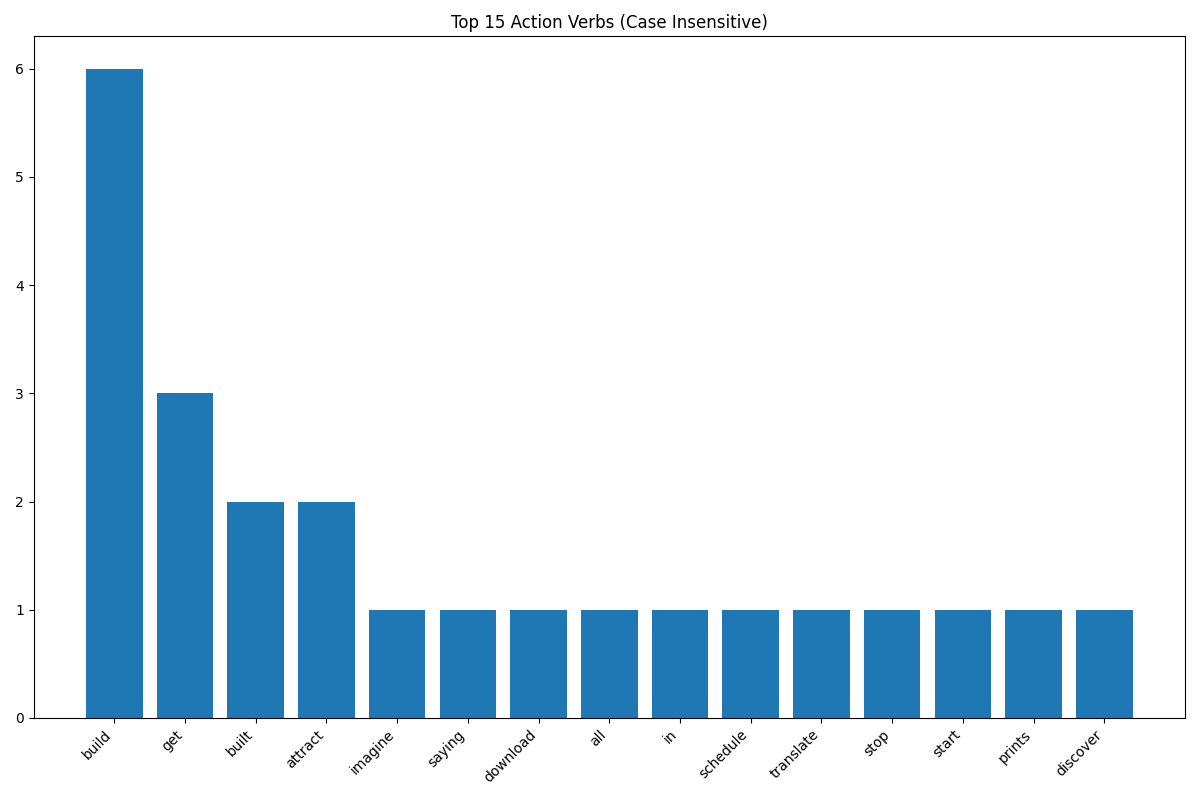 Top 15 Action Verbs (Case Insensitive)
6
5
4
3
2
1
0
build
get
built
attract
imagine
saying
download
all
in
schedule
translate
stop
start
prints
discover